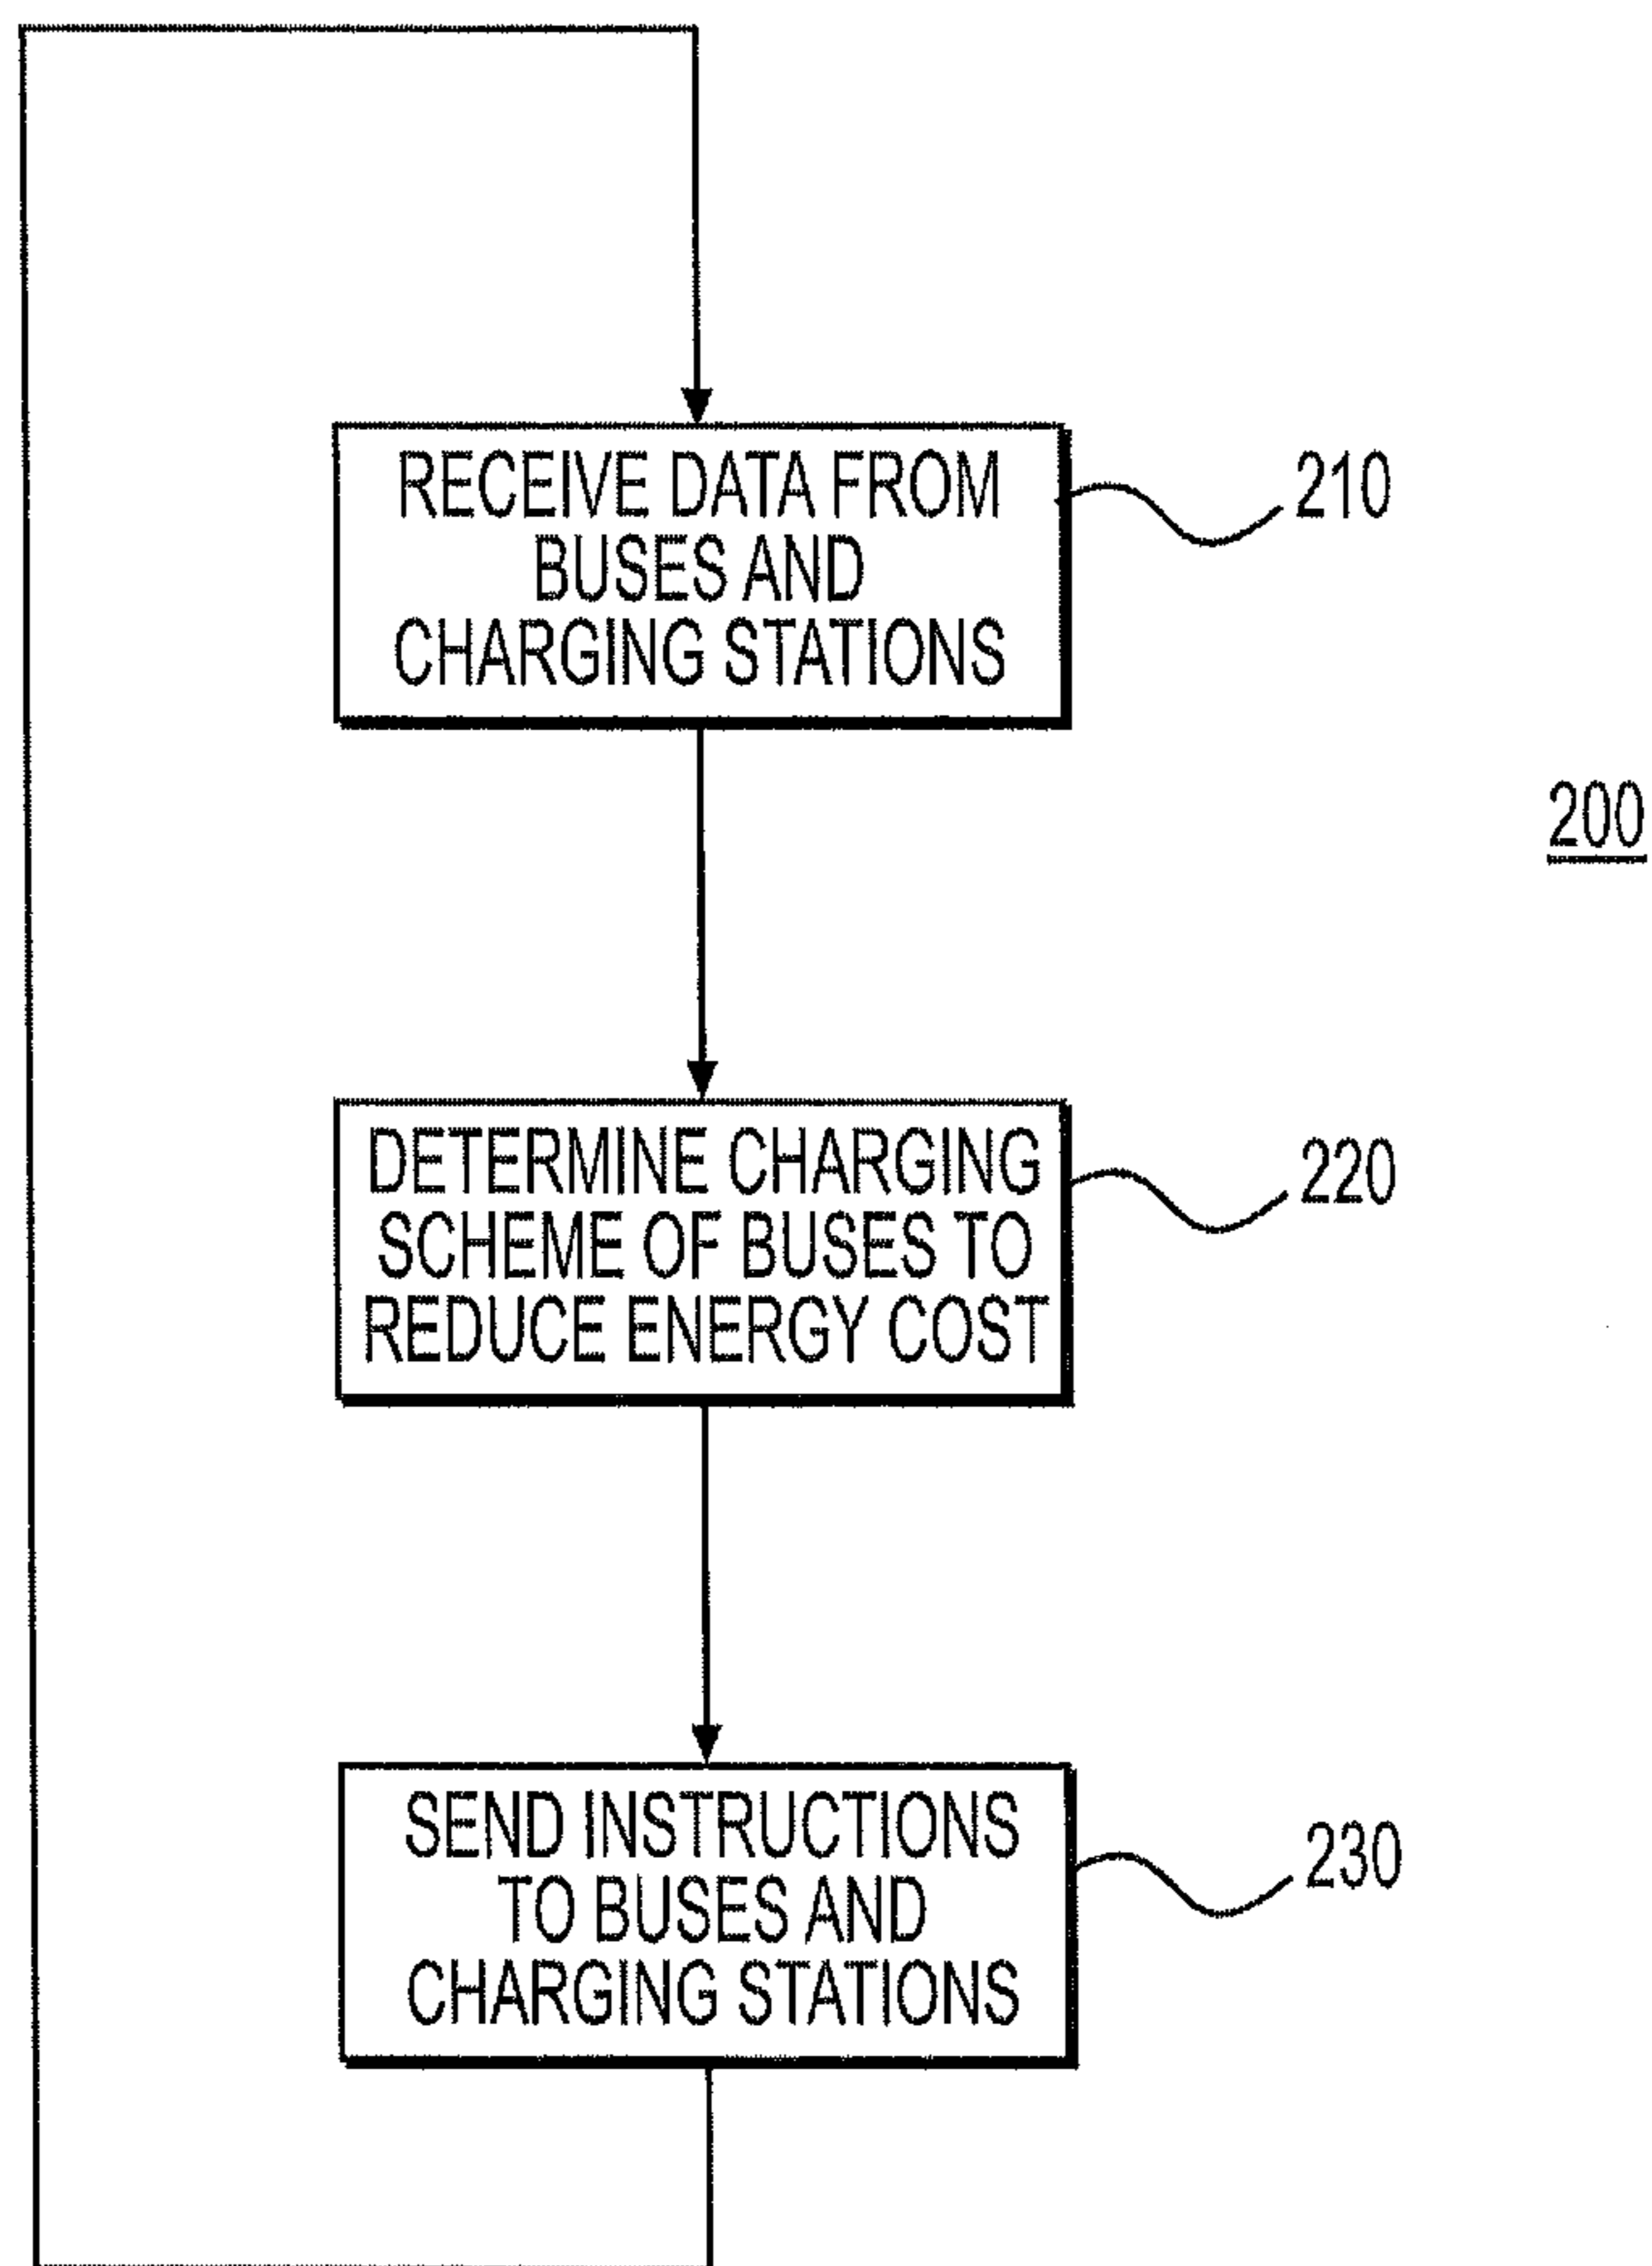 RECEIVE DATA FROM
BUSES AND
CHARGING STATIONS
210
200
DETERMINE CHARGING
SCHEME OF BUSES TO
REDUCE ENERGY COST
220
SEND INSTRUCTIONS
TO BUSES AND
CHARGING STATIONS
230